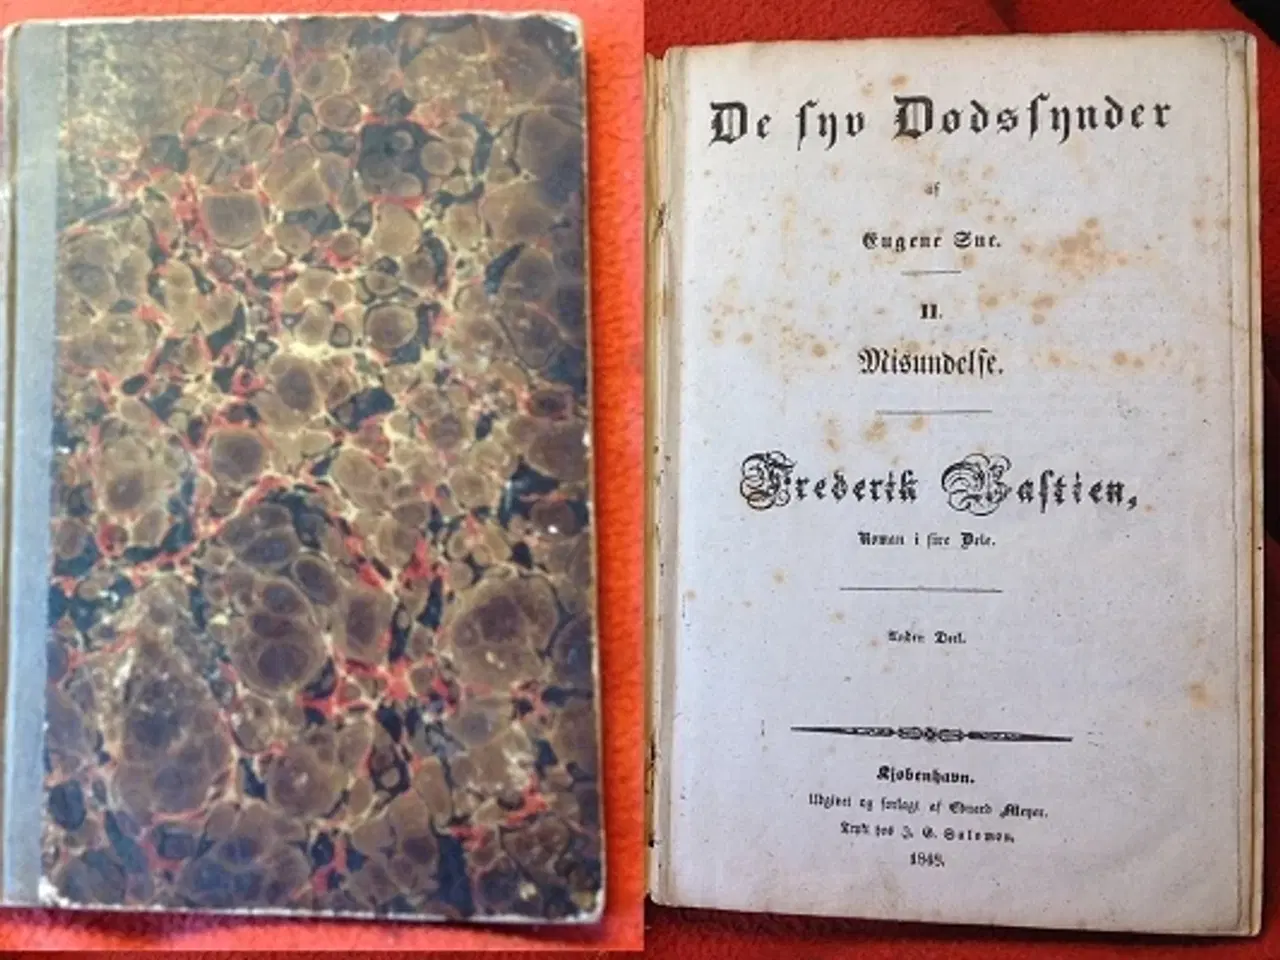 De syv Dødssynder
af
Eugene Sue.
II.
Misundelse.
Frederik Bastien,
Roman i fire Dele.
Anden Deel.
Kjøbenhavn.
Udgivet og forlagt af Eduard Meyer.
Trykt hos J. G. Salomon.
1848.